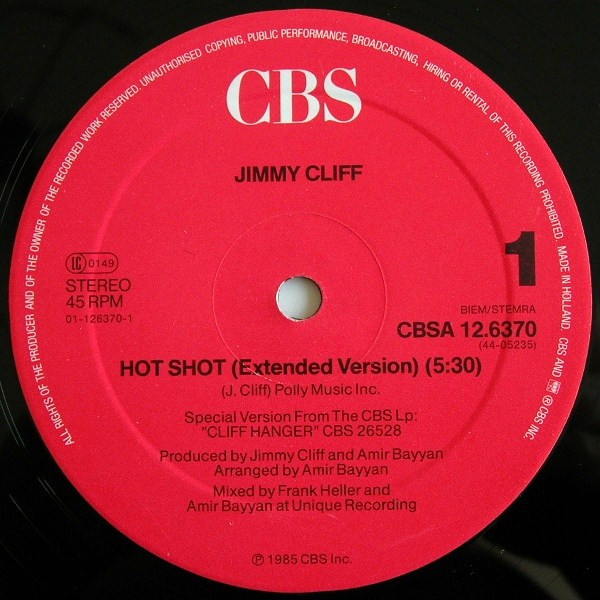 ALL RIGHTS OF THE PRODUCER AND OF THE OWNER OF THE RECORDED WORK RESERVED. UNAUTHORISED COPYING, PUBLIC PERFORMANCE, BROADCASTING, HIRING OR RENTAL OF THIS RECORDING PROHIBITED. MADE IN HOLLAND. CBS AND ℗ CBS INC.
CBS
JIMMY CLIFF
1
LC 0149
STEREO
45 RPM
01-126370-1
BIEM/STEMRA
CBSA 12.6370
(44-05235)
HOT SHOT (Extended Version) (5:30)
(J. Cliff) Polly Music Inc.
Special Version From The CBS Lp:
"CLIFF HANGER" CBS 26528
Produced by Jimmy Cliff and Amir Bayyan
Arranged by Amir Bayyan
Mixed by Frank Heller and
Amir Bayyan at Unique Recording
℗ 1985 CBS Inc.